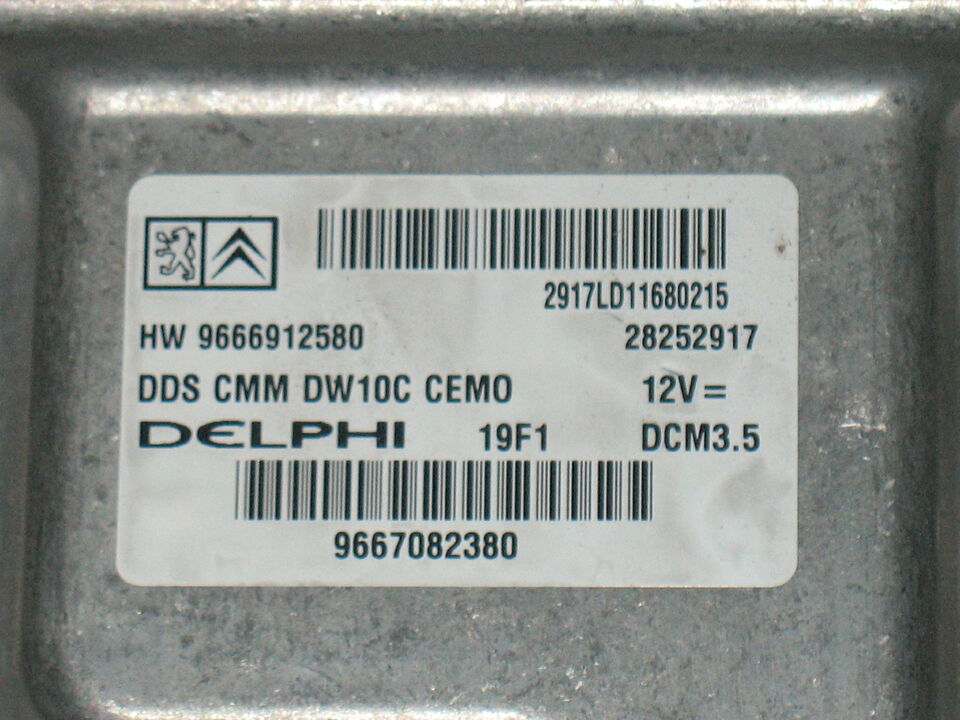 2917LD11680215
HW 9666912580 28252917
DDS CMM DW10C CEMO 12V=
DELPHI 19F1 DCM3.5
9667082380